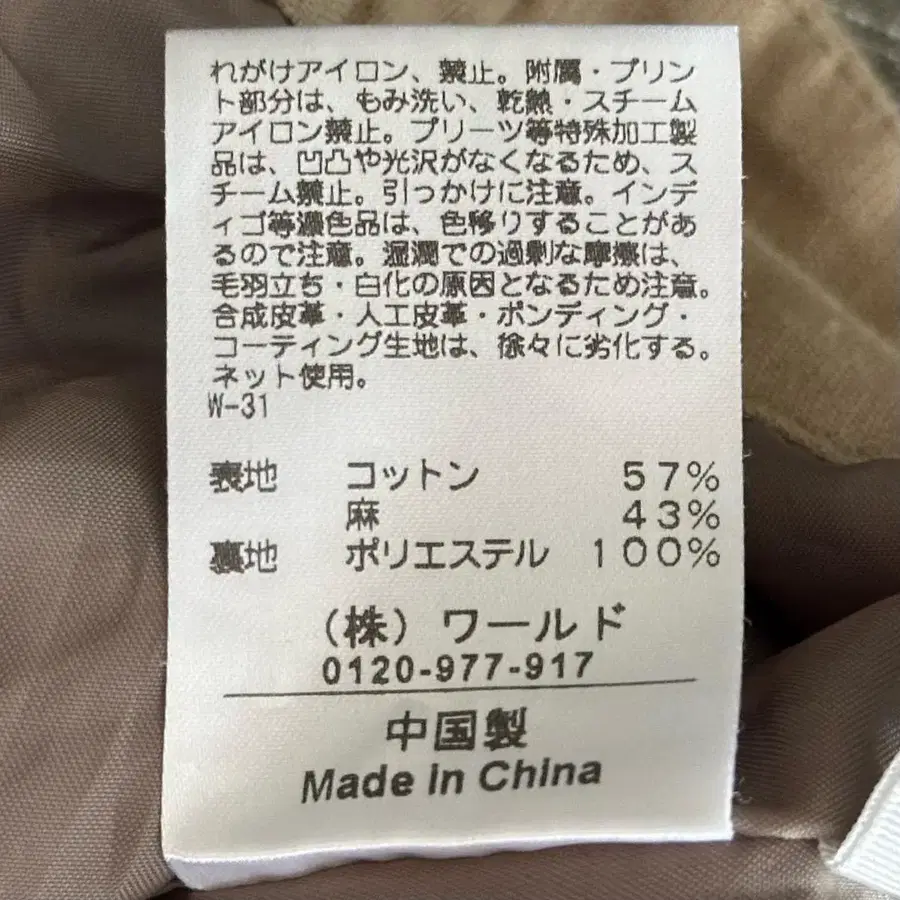 れがけアイロン、禁止。附属・プリン
ト部分は、もみ洗い、乾熱・スチーム
アイロン禁止。プリーツ等特殊加工製
品は、凹凸や光沢がなくなるため、ス
チーム禁止。引っかけに注意。インデ
ィゴ等濃色品は、色移りすることがあ
るので注意。湿潤での過剰な摩擦は、
毛羽立ち・白化の原因となるため注意。
合成皮革・人工皮革・ボンディング・
コーティング生地は、徐々に劣化する。
ネット使用。
W-31
表地 コットン 57%
麻 43%
裏地 ポリエステル 100%
（株）ワールド
0120-977-917
中国製
Made in China